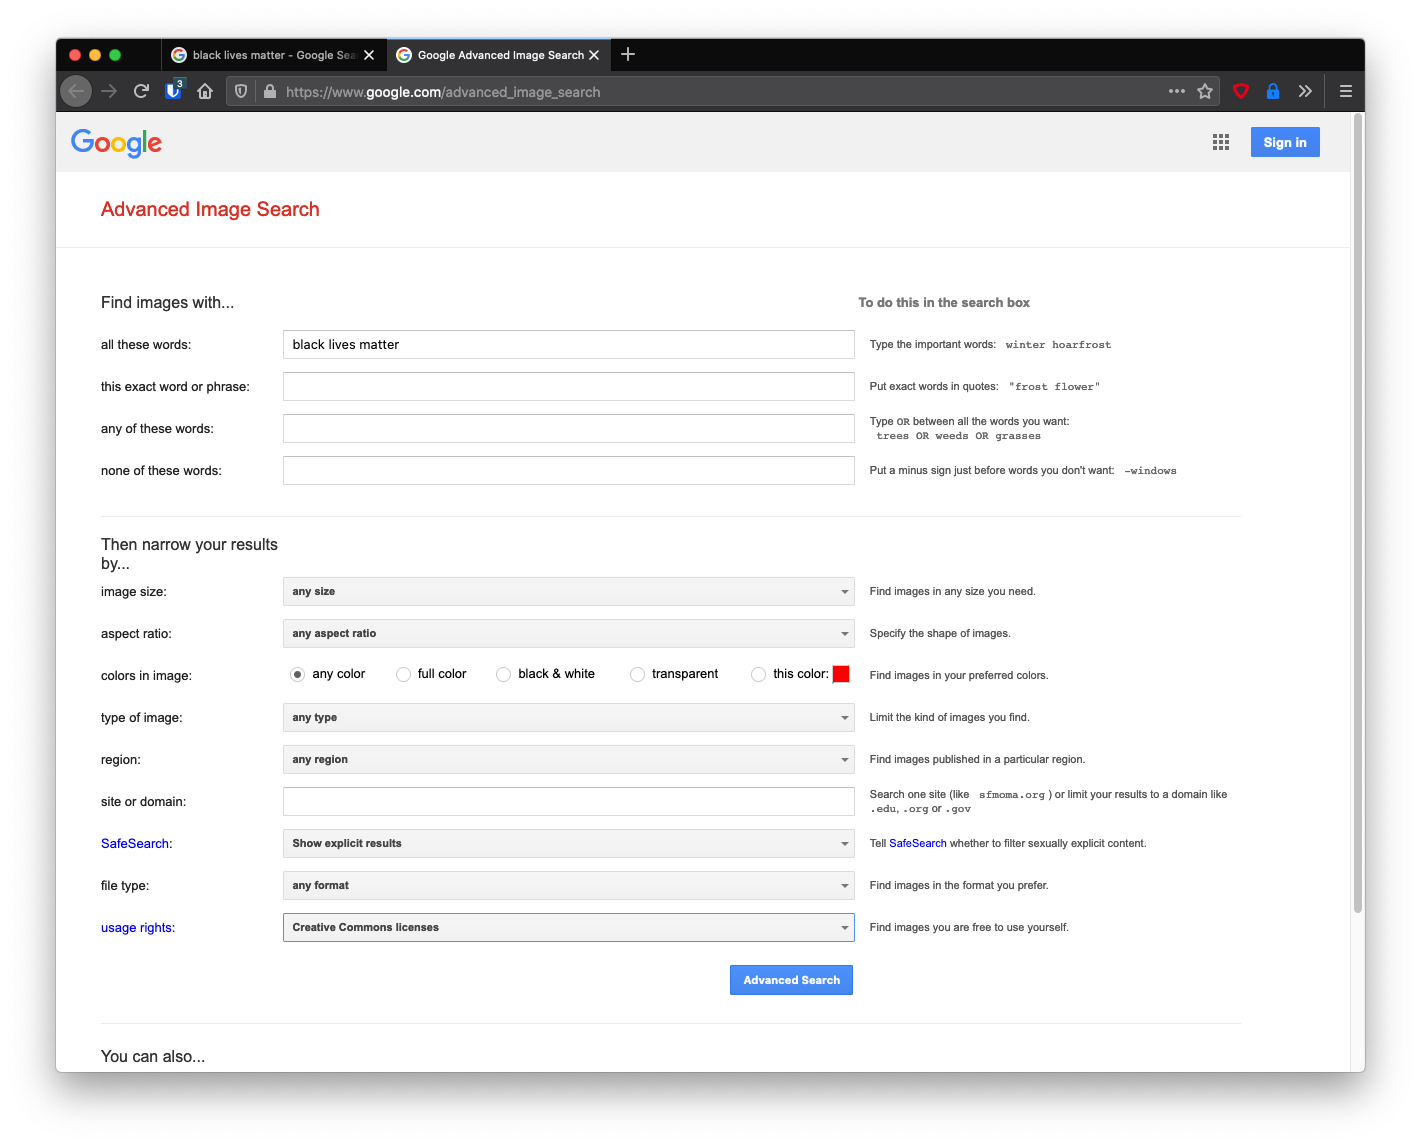 black lives matter - Google Sea
Google Advanced Image Search
3
https://www.google.com/advanced_image_search
Google
Sign in
Advanced Image Search
Find images with...
To do this in the search box
all these words:
black lives matter
Type the important words: winter hoarfrost
this exact word or phrase:
Put exact words in quotes: "frost flower"
any of these words:
Type OR between all the words you want:
trees OR weeds OR grasses
none of these words:
Put a minus sign just before words you don't want: -windows
Then narrow your results
by...
image size:
any size
Find images in any size you need.
aspect ratio:
any aspect ratio
Specify the shape of images.
colors in image:
any color full color black & white transparent this color:
Find images in your preferred colors.
type of image:
any type
Limit the kind of images you find.
region:
any region
Find images published in a particular region.
site or domain:
Search one site (like sfmoma.org ) or limit your results to a domain like
.edu, .org or .gov
SafeSearch:
Show explicit results
Tell SafeSearch whether to filter sexually explicit content.
file type:
any format
Find images in the format you prefer.
usage rights:
Creative Commons licenses
Find images you are free to use yourself.
Advanced Search
You can also...